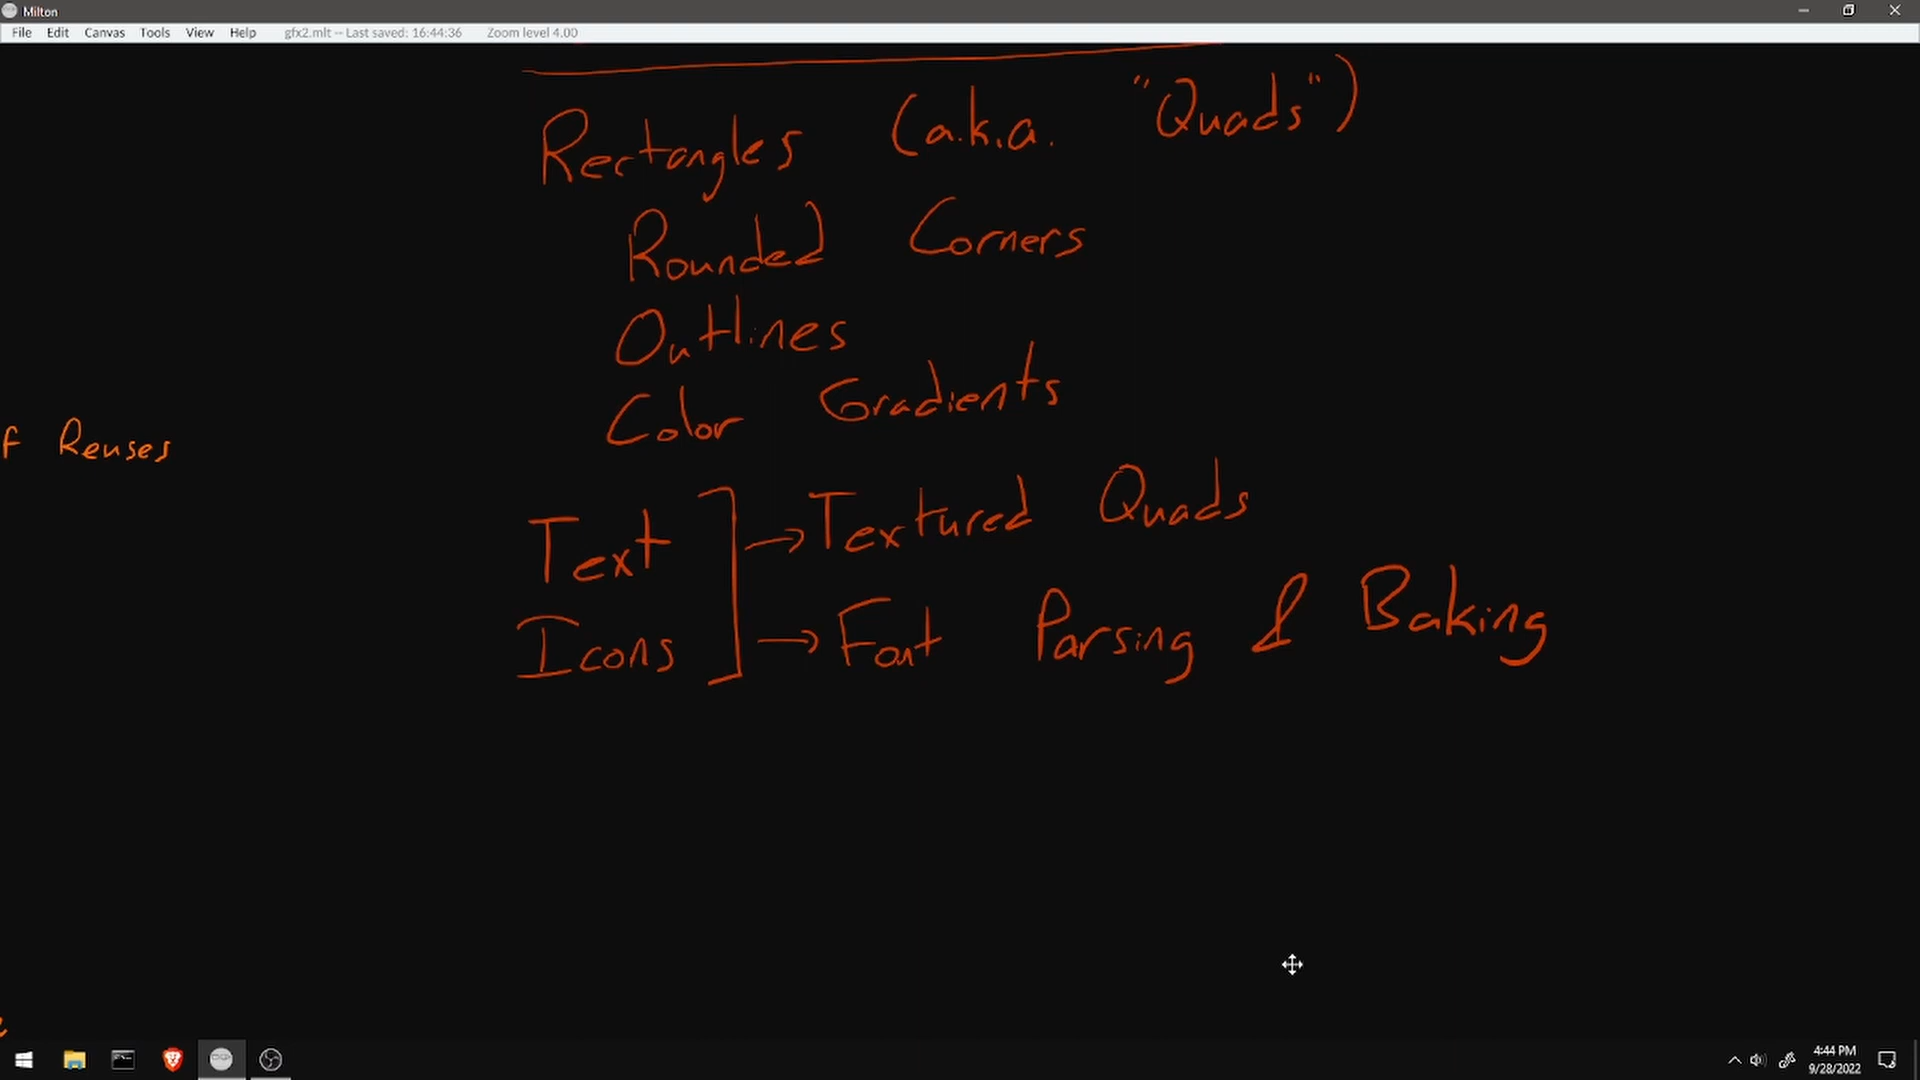 Milton
File Edit Canvas Tools View Help gfx2.mlt -- Last saved: 16:44:36 Zoom level 4.00
Rectangles (a.k.a. "Quads")
Rounded Corners
Outlines
Color Gradients
f Reuses
Text → Textured Quads
Icons → Font Parsing & Baking
4:44 PM
9/28/2022